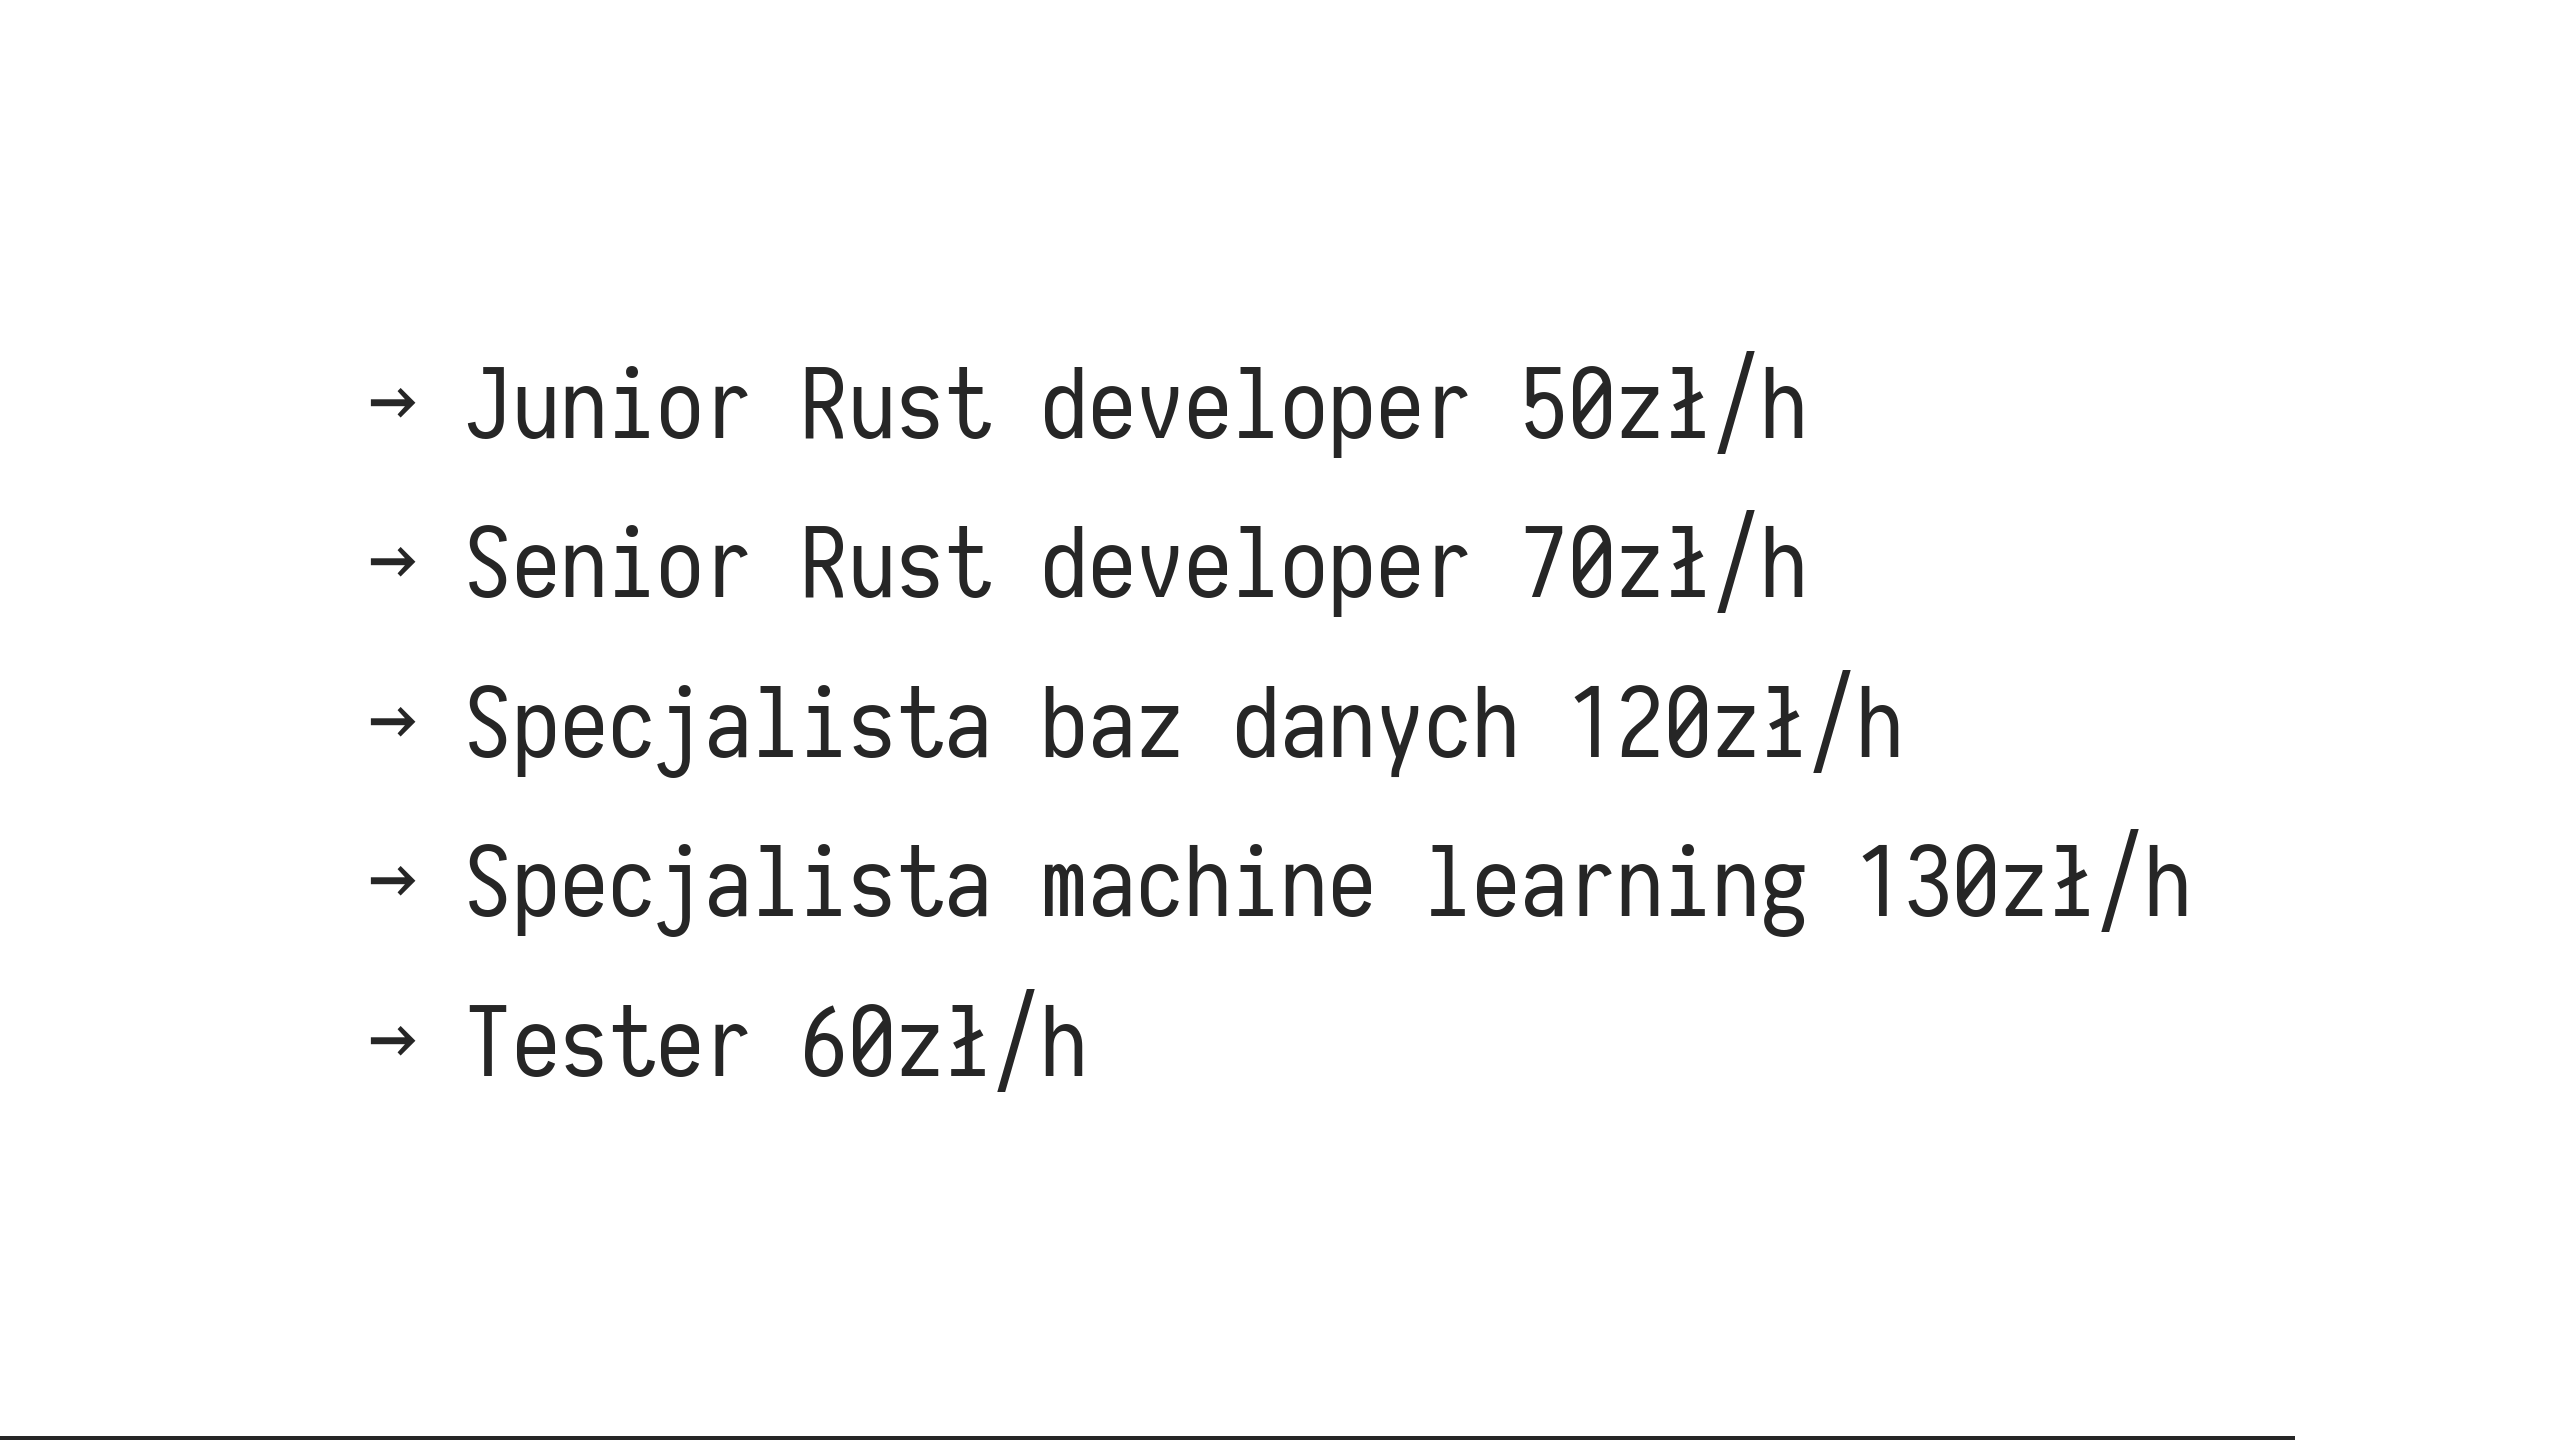 → Junior Rust developer 50zł/h
→ Senior Rust developer 70zł/h
→ Specjalista baz danych 120zł/h
→ Specjalista machine learning 130zł/h
→ Tester 60zł/h